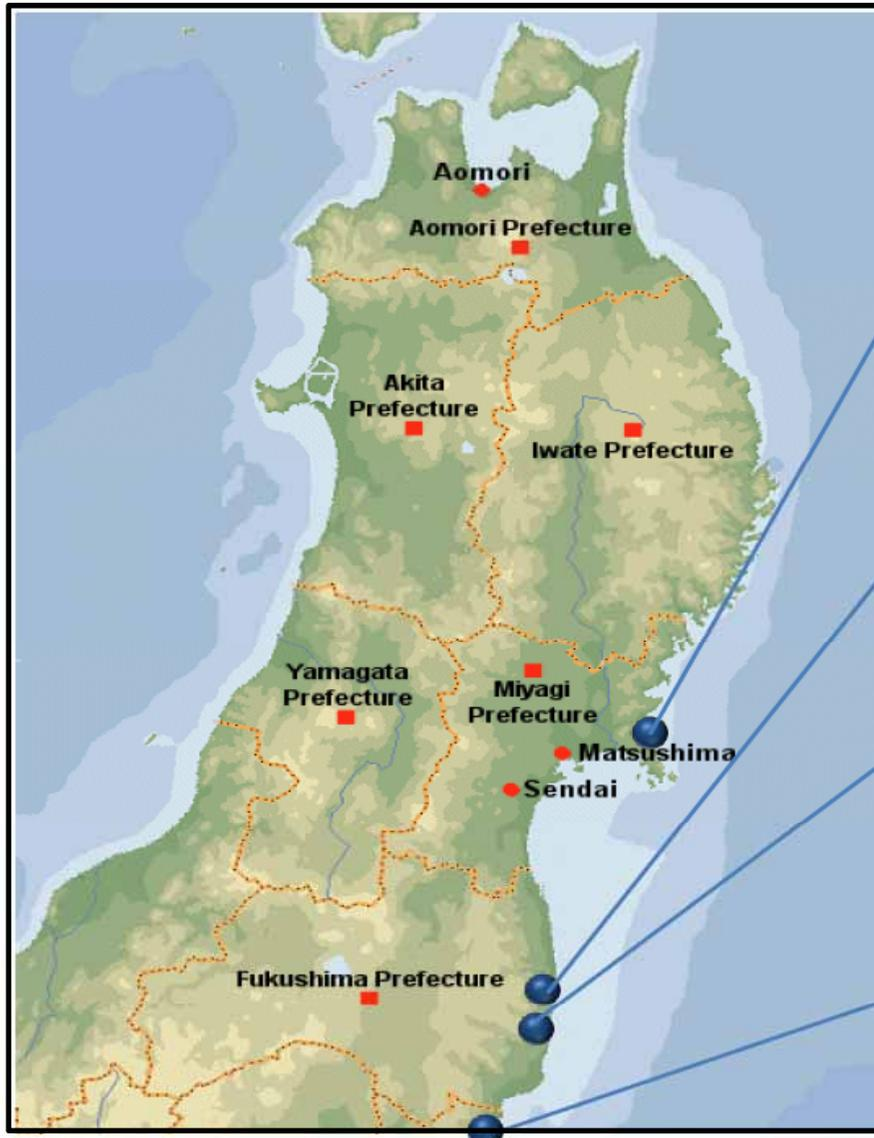 Aomori
Aomori Prefecture
Akita
Prefecture
Iwate Prefecture
Yamagata
Prefecture
Miyagi
Prefecture
Matsushima
Sendai
Fukushima Prefecture